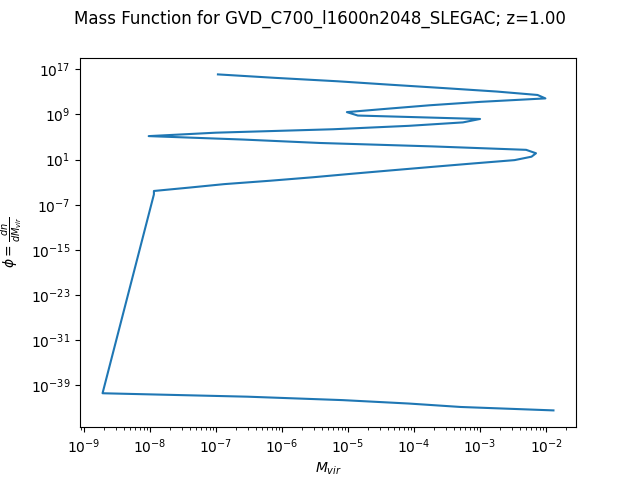 Mass Function for GVD_C700_l1600n2048_SLEGAC; z=1.00
10^17
10^9
10^1
10^-7
10^-15
10^-23
10^-31
10^-39
ϕ = dn/dM_vir
10^-9 10^-8 10^-7 10^-6 10^-5 10^-4 10^-3 10^-2
M_vir